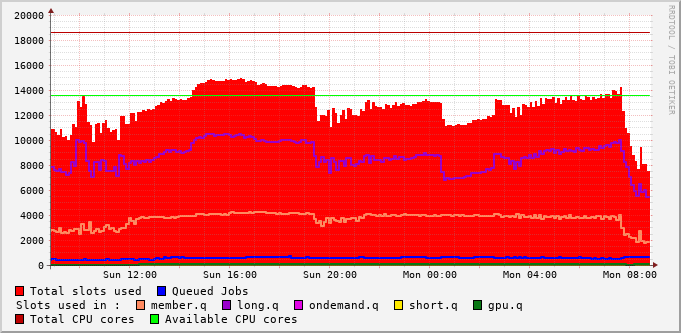 20000
18000
16000
14000
12000
10000
8000
6000
4000
2000
0
Sun 12:00 Sun 16:00 Sun 20:00 Mon 00:00 Mon 04:00 Mon 08:00
RRDTOOL / TOBI OETIKER
Total slots used Queued Jobs
Slots used in : member.q long.q ondemand.q short.q gpu.q
Total CPU cores Available CPU cores